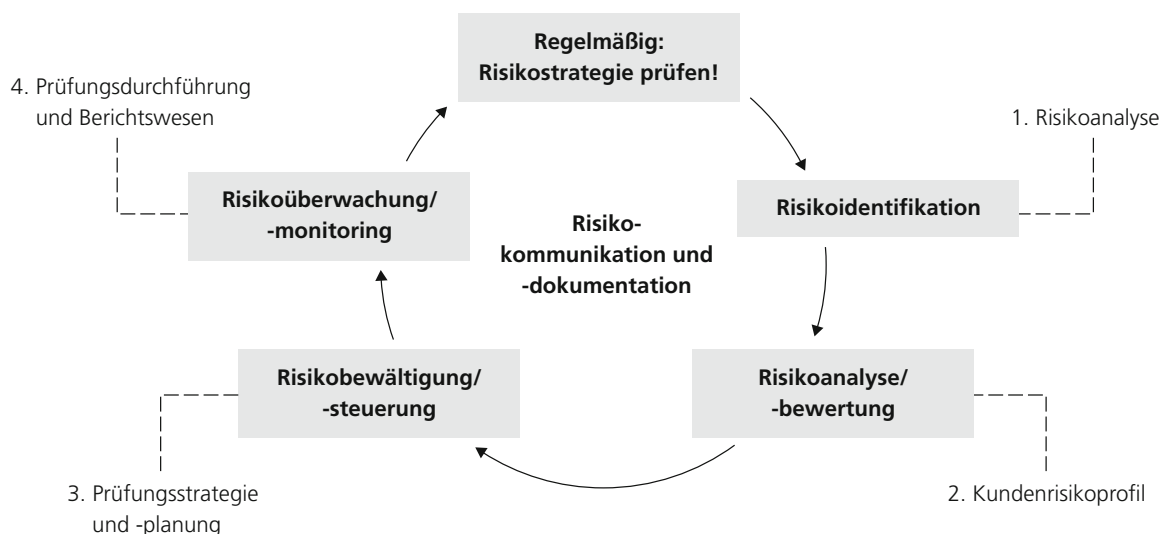 Regelmäßig:
Risikostrategie prüfen!
4. Prüfungsdurchführung
und Berichtswesen
1. Risikoanalyse
Risikoüberwachung/
-monitoring
Risikoidentifikation
Risiko-
kommunikation und
-dokumentation
Risikobewältigung/
-steuerung
Risikoanalyse/
-bewertung
3. Prüfungsstrategie
und -planung
2. Kundenrisikoprofil